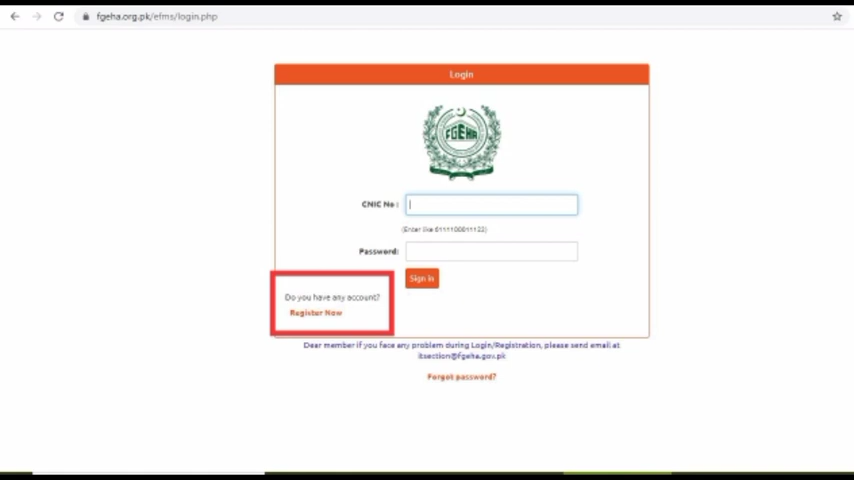 fgeha.org.pk/efms/login.php
Login
FGEHA
CNIC No :
(Enter like 6111100011122)
Password:
Sign In
Do you have any account?
Register Now
Dear member if you face any problem during Login/Registration, please send email at
itsection@fgeha.gov.pk
Forgot password?